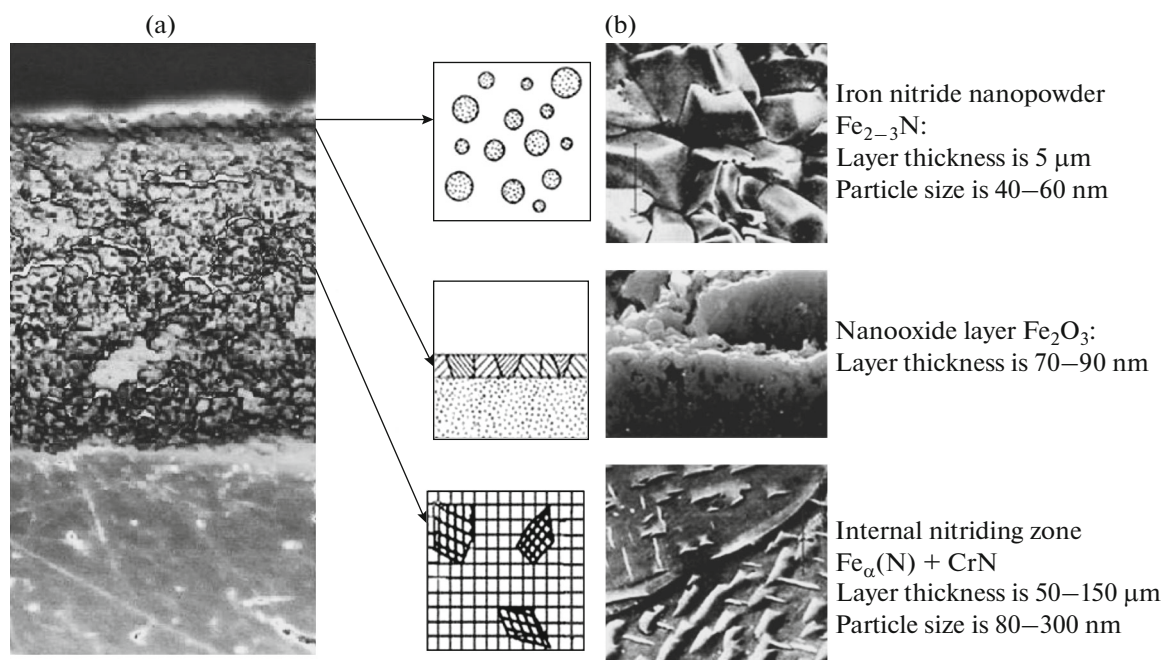 (a)
(b)
Iron nitride nanopowder
Fe₂₋₃N:
Layer thickness is 5 μm
Particle size is 40–60 nm
Nanooxide layer Fe₂O₃:
Layer thickness is 70–90 nm
Internal nitriding zone
Feα(N) + CrN
Layer thickness is 50–150 μm
Particle size is 80–300 nm